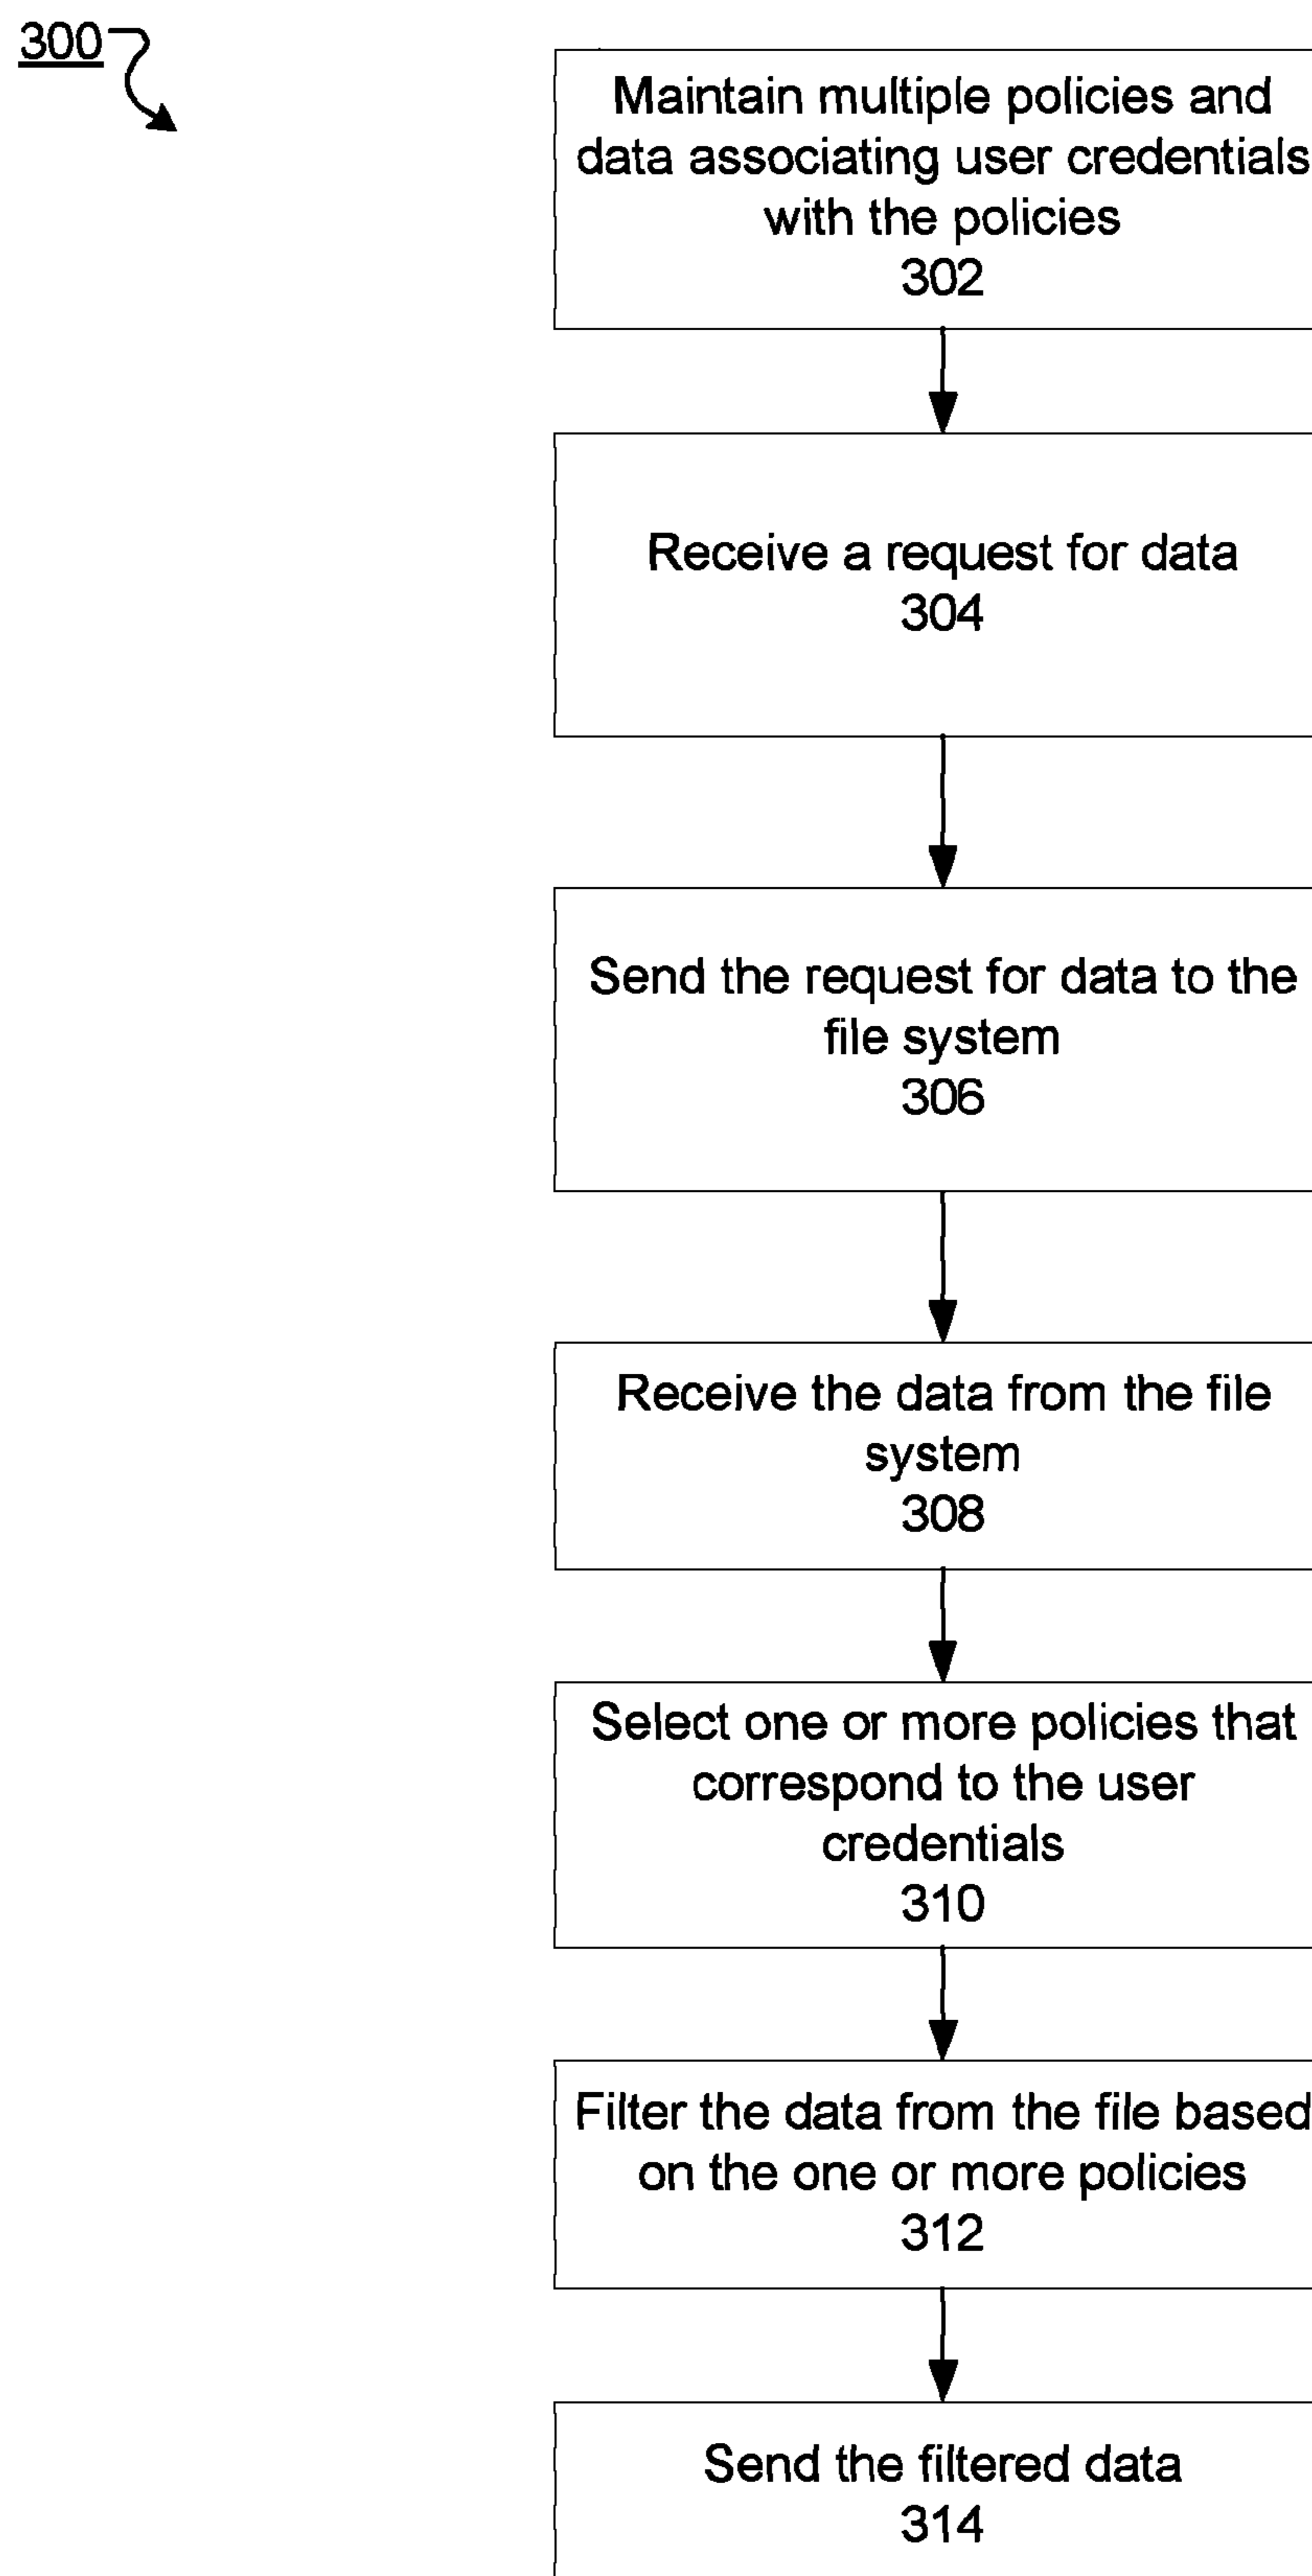 300
Maintain multiple policies and
data associating user credentials
with the policies
302
Receive a request for data
304
Send the request for data to the
file system
306
Receive the data from the file
system
308
Select one or more policies that
correspond to the user
credentials
310
Filter the data from the file based
on the one or more policies
312
Send the filtered data
314